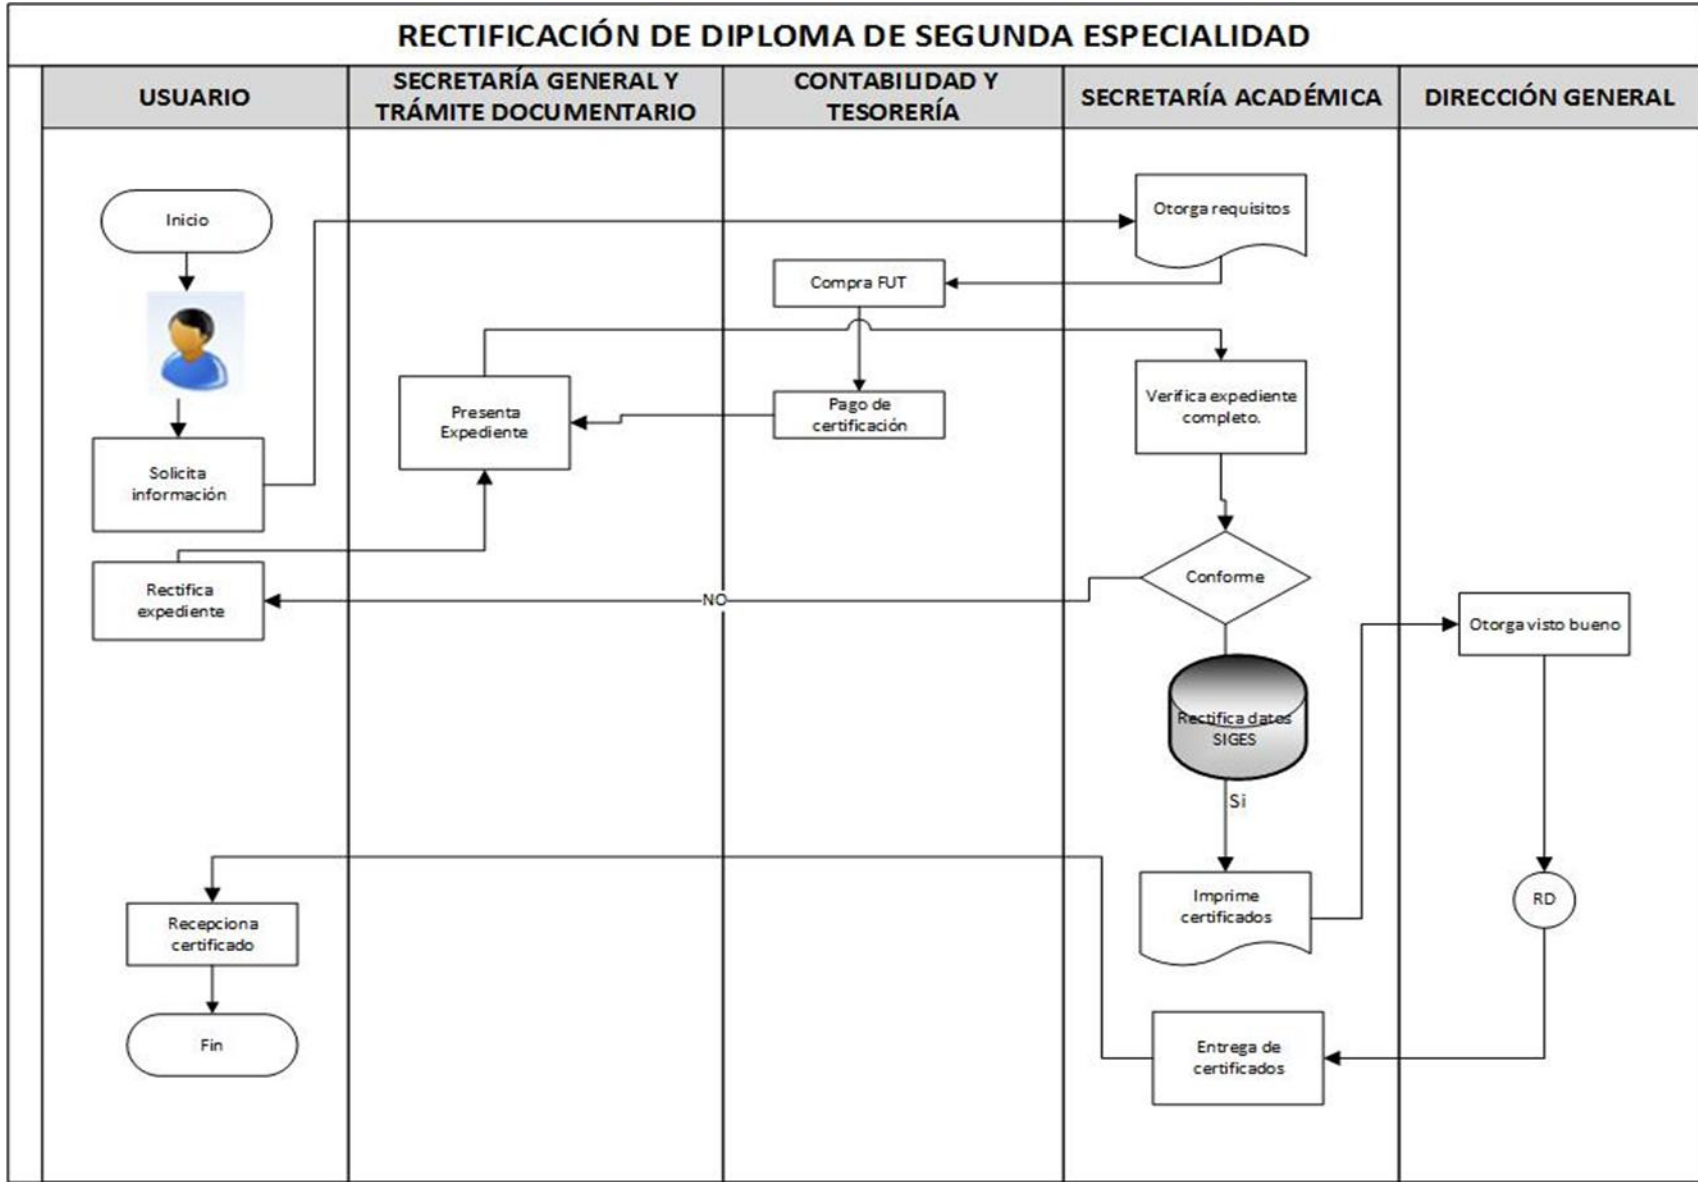 RECTIFICACIÓN DE DIPLOMA DE SEGUNDA ESPECIALIDAD
USUARIO
SECRETARÍA GENERAL Y
TRÁMITE DOCUMENTARIO
CONTABILIDAD Y
TESORERÍA
SECRETARÍA ACADÉMICA
DIRECCIÓN GENERAL
Inicio
Otorga requisitos
Compra FUT
Presenta
Expediente
Pago de
certificación
Verifica expediente
completo.
Solicita
información
Rectifica
expediente
NO
Conforme
Otorga visto bueno
Rectifica datos
SIGES
Si
Imprime
certificados
RD
Recepciona
certificado
Fin
Entrega de
certificados